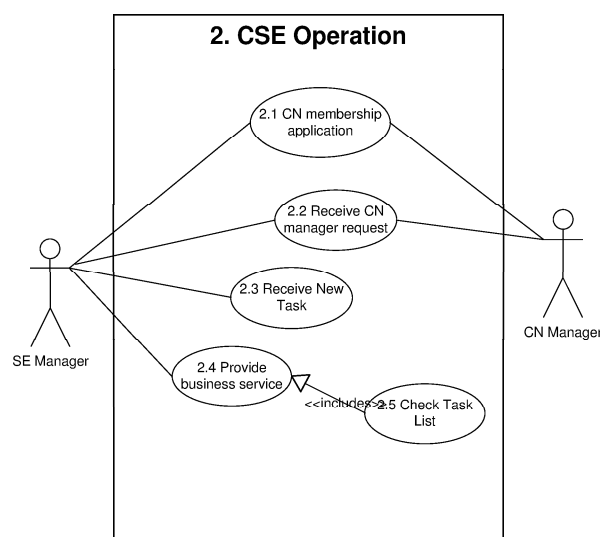 2. CSE Operation
2.1 CN membership
application
2.2 Receive CN
manager request
2.3 Receive New
Task
SE Manager
CN Manager
2.4 Provide
business service
<<includes>>
2.5 Check Task
List